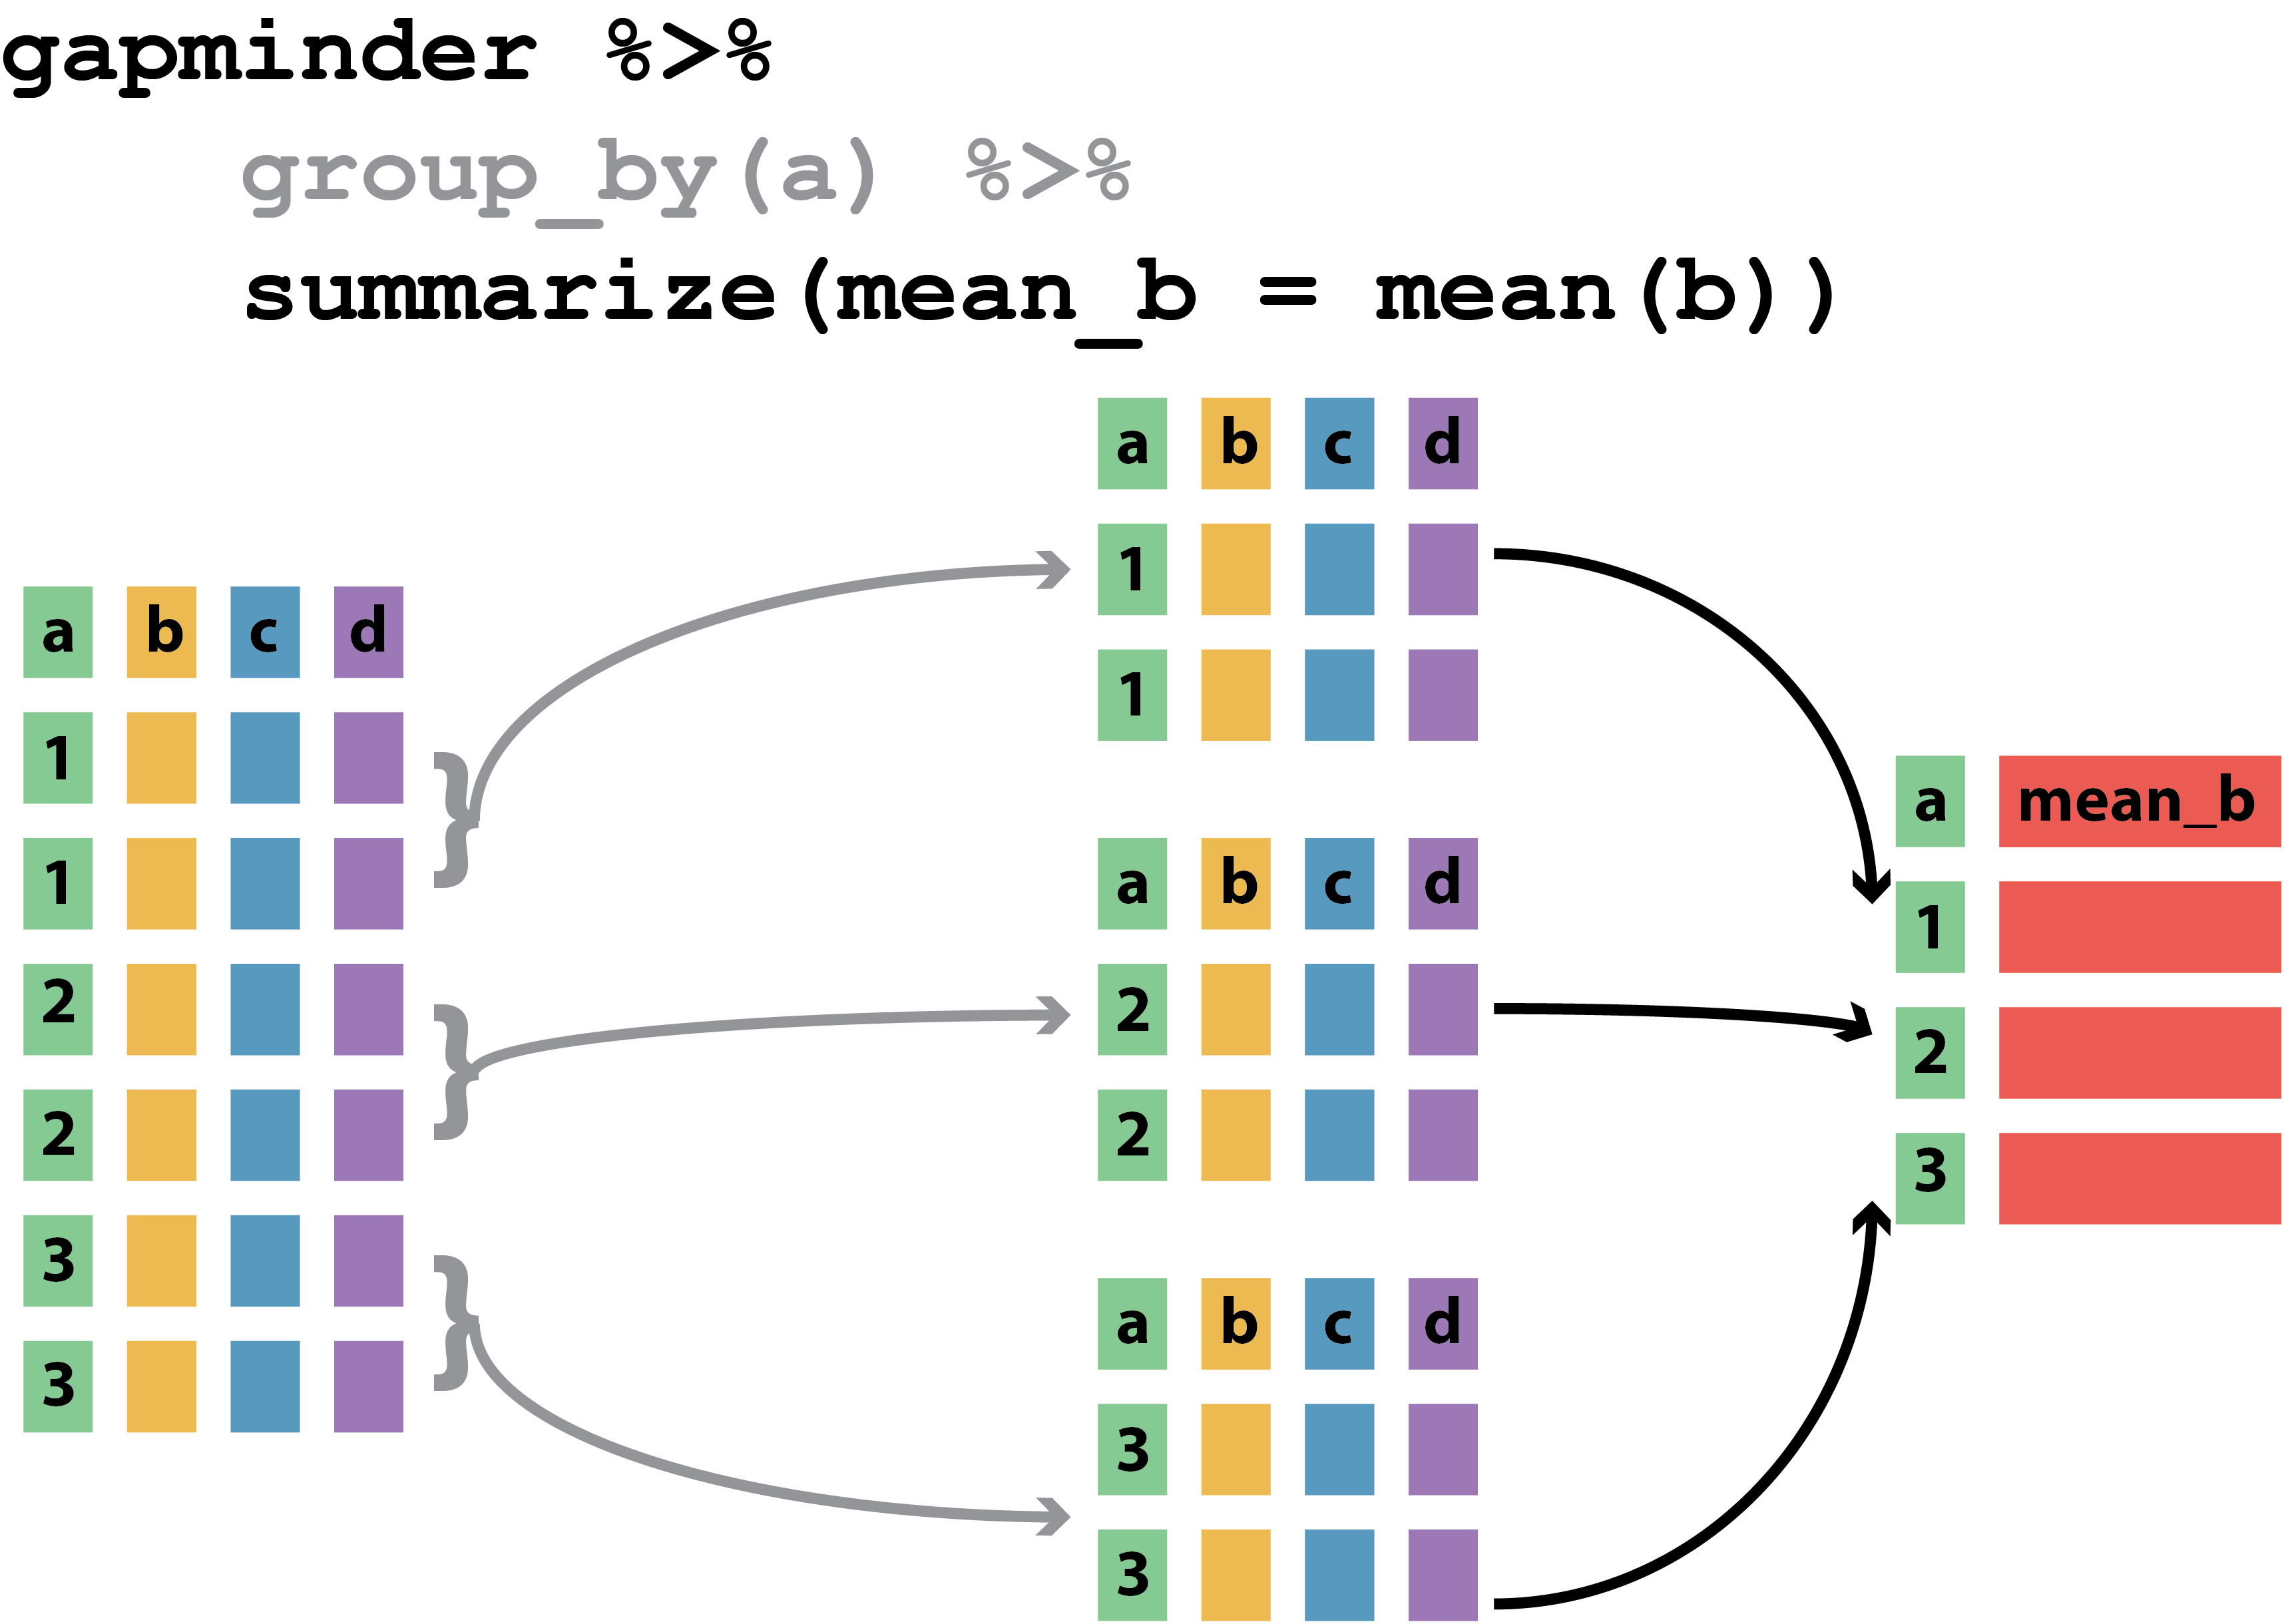 gapminder %>%
group_by(a) %>%
summarize(mean_b = mean(b))
a b c d
1
1
2
2
3
3
a b c d
1
1
a b c d
2
2
a b c d
3
3
a mean_b
1
2
3